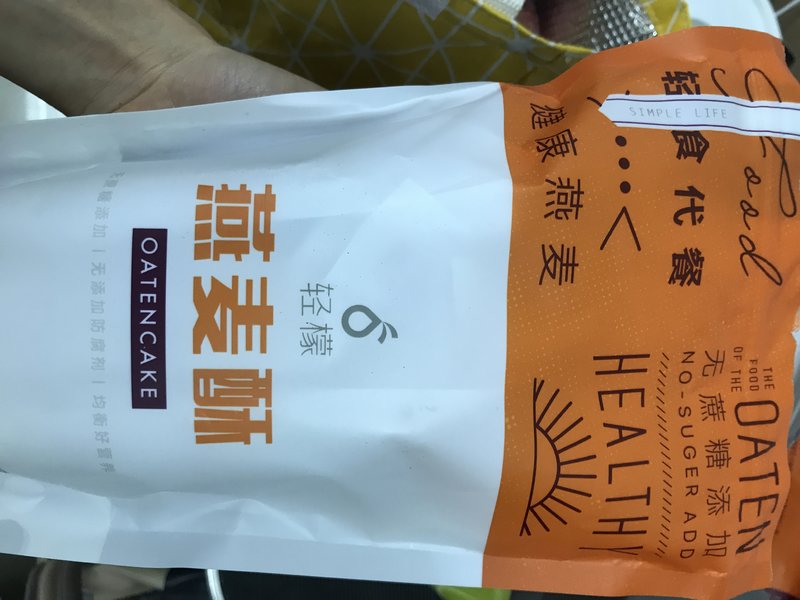 Food
THE
FOOD
OF THE
OATEN
SIMPLE LIFE
轻食代餐
无蔗糖添加
NO-SUGER ADD
HEALTHY
健康燕麦
轻檬
燕麦酥
OATENCAKE
无蔗糖添加 | 无添加防腐剂 | 均衡好营养